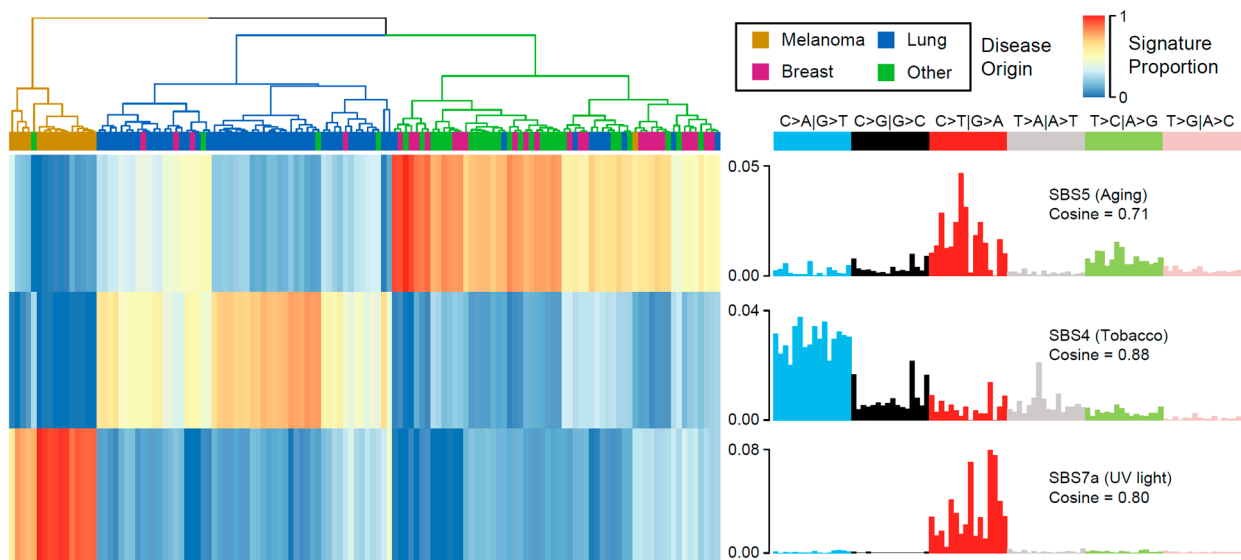 Melanoma
Lung
Breast
Other
Disease
Origin
1
0
Signature
Proportion
C>A|G>T C>G|G>C C>T|G>A T>A|A>T T>C|A>G T>G|A>C
0.05
SBS5 (Aging)
Cosine = 0.71
0.00
0.04
SBS4 (Tobacco)
Cosine = 0.88
0.00
0.08
SBS7a (UV light)
Cosine = 0.80
0.00